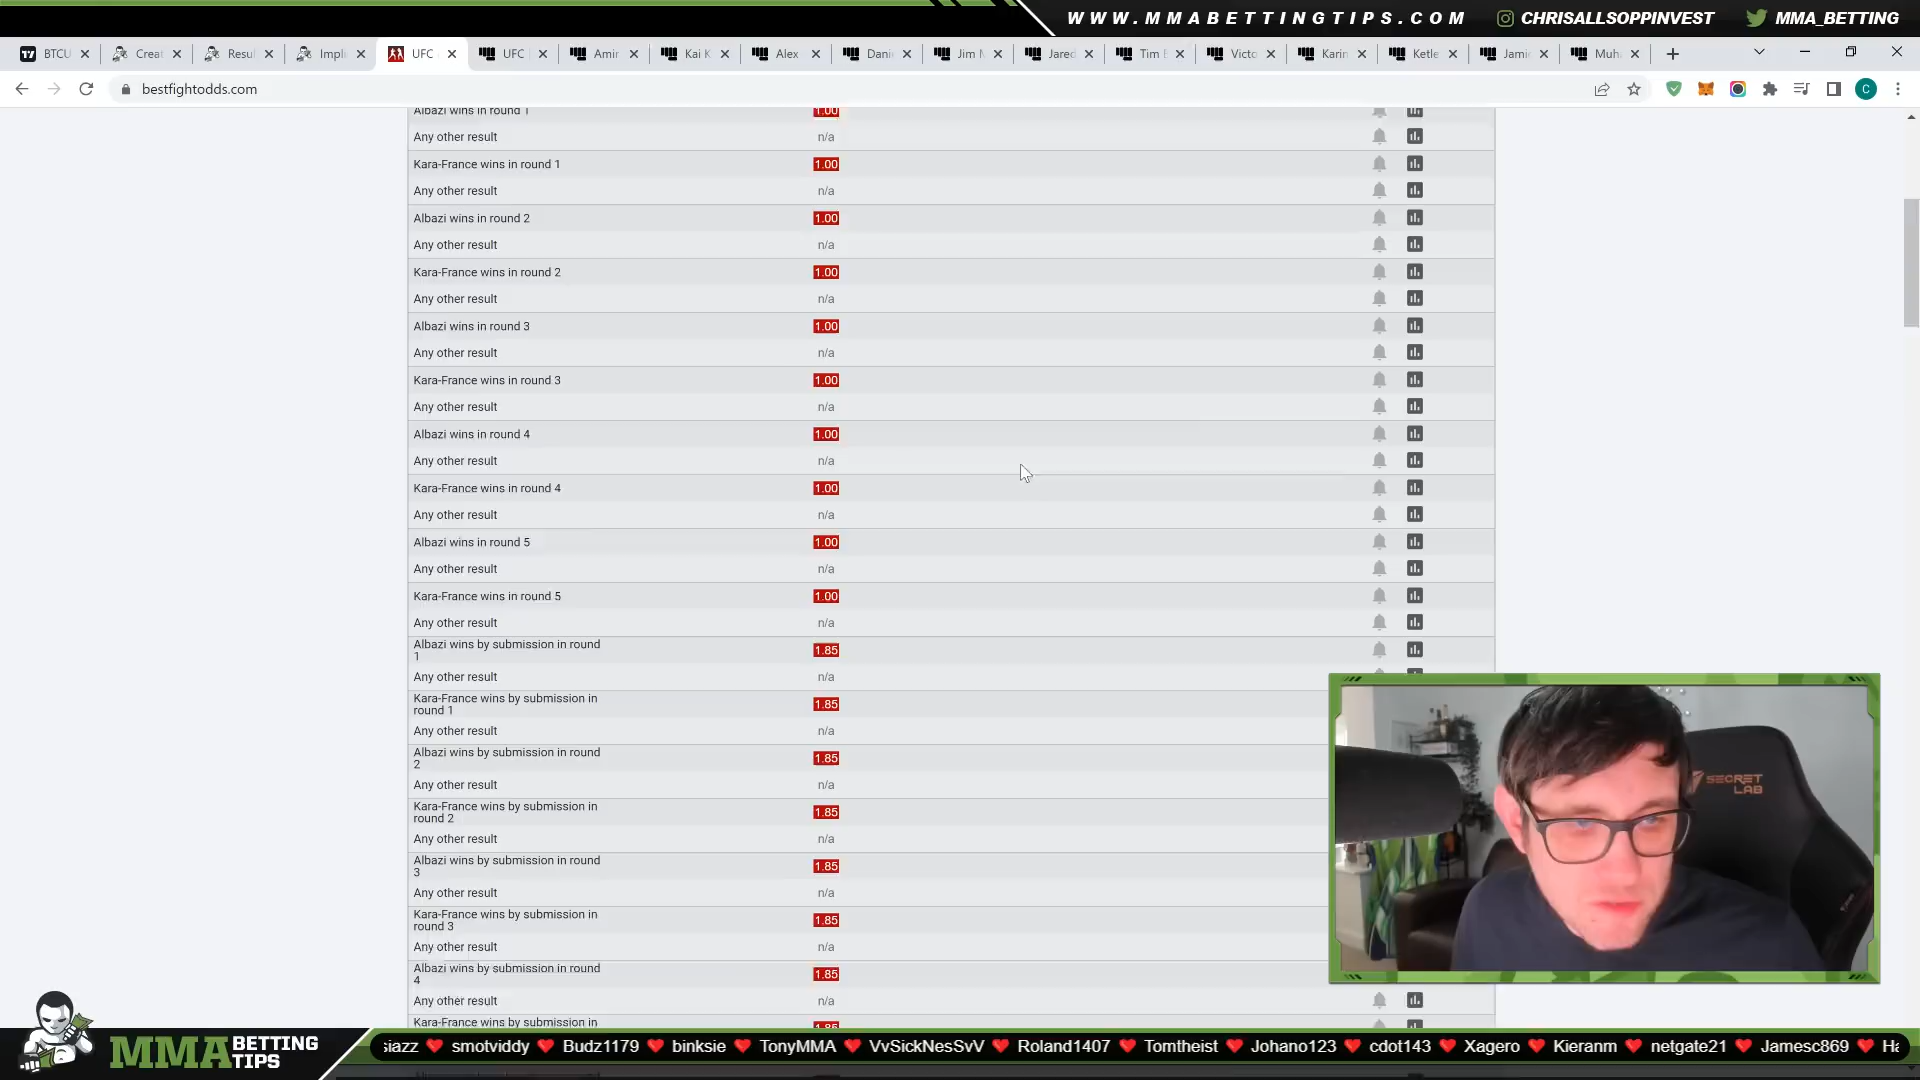 WWW.MMABETTINGTIPS.COM
CHRISALLSOPPINVEST
MMA_BETTING
BTCU
Creat
Resul
Impli
UFC
UFC
Amir
Kai K
Alex
Danie
Jim M
Jared
Tim E
Victo
Karin
Ketle
Jamie
Muha
bestfightodds.com
C
Albazi wins in round 1 1.00
Any other result n/a
Kara-France wins in round 1 1.00
Any other result n/a
Albazi wins in round 2 1.00
Any other result n/a
Kara-France wins in round 2 1.00
Any other result n/a
Albazi wins in round 3 1.00
Any other result n/a
Kara-France wins in round 3 1.00
Any other result n/a
Albazi wins in round 4 1.00
Any other result n/a
Kara-France wins in round 4 1.00
Any other result n/a
Albazi wins in round 5 1.00
Any other result n/a
Kara-France wins in round 5 1.00
Any other result n/a
Albazi wins by submission in round
1 1.85
Any other result n/a
Kara-France wins by submission in
round 1 1.85
Any other result n/a
Albazi wins by submission in round
2 1.85
Any other result n/a
Kara-France wins by submission in
round 2 1.85
Any other result n/a
Albazi wins by submission in round
3 1.85
Any other result n/a
Kara-France wins by submission in
round 3 1.85
Any other result n/a
Albazi wins by submission in round
4 1.85
Any other result n/a
Kara-France wins by submission in
1.85
SECRET
LAB
MMA BETTING
TIPS
siazz smotviddy Budz1179 binksie TonyMMA VvSickNesSvV Roland1407 Tomtheist Johano123 cdot143 Xagero Kieranm netgate21 Jamesc869 Ha